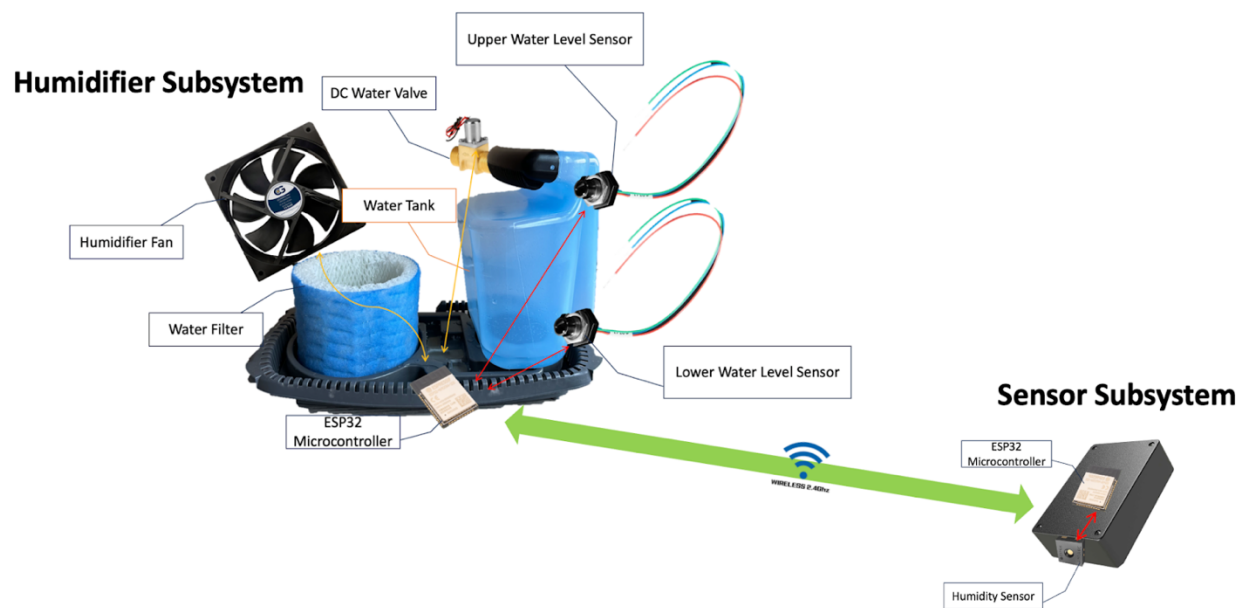 Upper Water Level Sensor
Humidifier Subsystem
DC Water Valve
Water Tank
Humidifier Fan
Water Filter
Lower Water Level Sensor
ESP32
Microcontroller
Sensor Subsystem
ESP32
Microcontroller
WIRELESS 2.4Ghz
Humidity Sensor